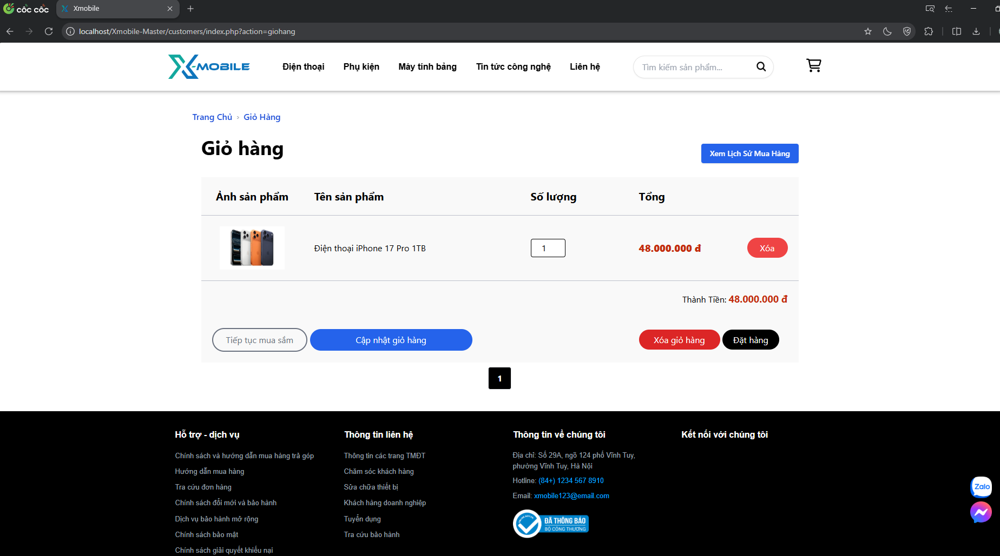 cốc cốc
Xmobile
localhost/Xmobile-Master/customers/index.php?action=giohang
X-MOBILE
Điện thoại
Phụ kiện
Máy tính bảng
Tin tức công nghệ
Liên hệ
Tìm kiếm sản phẩm...
Trang Chủ › Giỏ Hàng
Giỏ hàng
Xem Lịch Sử Mua Hàng
Ảnh sản phẩm
Tên sản phẩm
Số lượng
Tổng
Điện thoại iPhone 17 Pro 1TB
1
48.000.000 đ
Xóa
Thành Tiền: 48.000.000 đ
Tiếp tục mua sắm
Cập nhật giỏ hàng
Xóa giỏ hàng
Đặt hàng
1
Hỗ trợ - dịch vụ
Chính sách và hướng dẫn mua hàng trả góp
Hướng dẫn mua hàng
Tra cứu đơn hàng
Chính sách đổi mới và bảo hành
Dịch vụ bảo hành mở rộng
Chính sách bảo mật
Chính sách giải quyết khiếu nại
Thông tin liên hệ
Thông tin các trang TMĐT
Chăm sóc khách hàng
Sửa chữa thiết bị
Khách hàng doanh nghiệp
Tuyển dụng
Tra cứu bảo hành
Thông tin về chúng tôi
Địa chỉ: Số 29A, ngõ 124 phố Vĩnh Tuy,
phường Vĩnh Tuy, Hà Nội
Hotline: (84+) 1234 567 8910
Email: xmobile123@email.com
ĐÃ THÔNG BÁO
BỘ CÔNG THƯƠNG
Kết nối với chúng tôi
Zalo